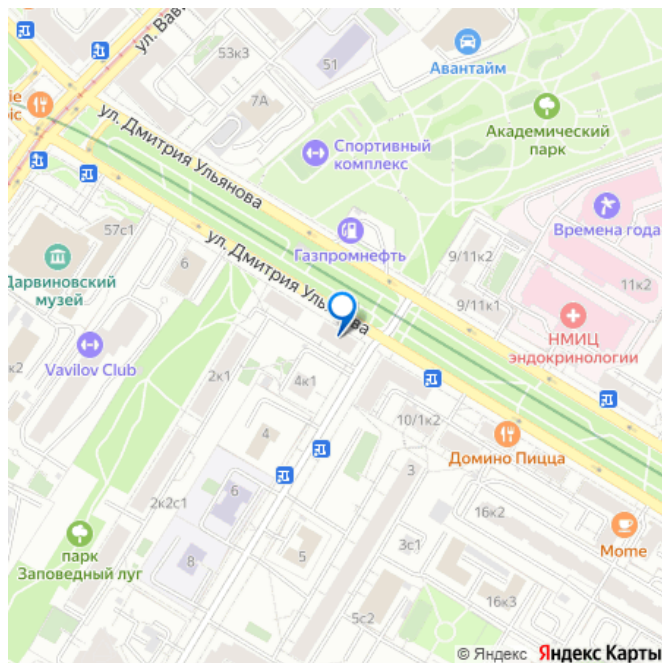 ул. Вави
53к3
51
Авантайм
7А
ул. Дмитрия Ульянова
Академический
парк
Спортивный
комплекс
Времена года
57с1
ул. Дмитрия Ульянова
Газпромнефть
9/11к2
6
Дарвиновский
музей
11к2
9/11к1
НМИЦ
эндокринологии
Vavilov Club
2к1
4к1
10/1к2
4
Домино Пицца
3
6
2к2с1
16к2
3с1
Mome
парк
Заповедный луг
8
5
16к3
5с2
© Яндекс Яндекс Карты